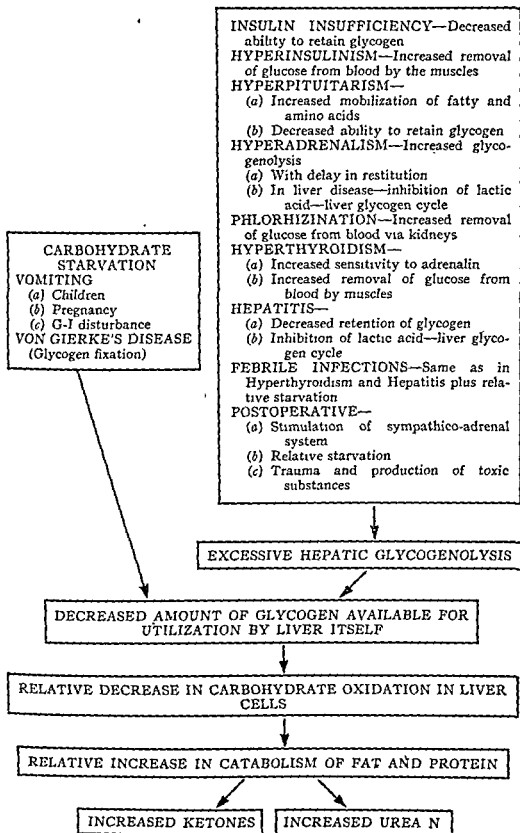 INSULIN INSUFFICIENCY—Decreased
ability to retain glycogen
HYPERINSULINISM—Increased removal
of glucose from blood by the muscles
HYPERPITUITARISM—
(a) Increased mobilization of fatty and
amino acids
(b) Decreased ability to retain glycogen
HYPERADRENALISM—Increased glyco-
genolysis
(a) With delay in restitution
(b) In liver disease—inhibition of lactic
acid—liver glycogen cycle
PHLORHIZINATION—Increased removal
of glucose from blood via kidneys
HYPERTHYROIDISM—
(a) Increased sensitivity to adrenalin
(b) Increased removal of glucose from
blood by muscles
HEPATITIS—
(a) Decreased retention of glycogen
(b) Inhibition of lactic acid—liver glyco-
gen cycle
FEBRILE INFECTIONS—Same as in
Hyperthyroidism and Hepatitis plus rela-
tive starvation
POSTOPERATIVE—
(a) Stimulation of sympathico-adrenal
system
(b) Relative starvation
(c) Trauma and production of toxic
substances
CARBOHYDRATE
STARVATION
VOMITING
(a) Children
(b) Pregnancy
(c) G-I disturbance
VON GIERKE'S DISEASE
(Glycogen fixation)
EXCESSIVE HEPATIC GLYCOGENOLYSIS
DECREASED AMOUNT OF GLYCOGEN AVAILABLE FOR
UTILIZATION BY LIVER ITSELF
RELATIVE DECREASE IN CARBOHYDRATE OXIDATION IN LIVER
CELLS
RELATIVE INCREASE IN CATABOLISM OF FAT AND PROTEIN
INCREASED KETONES
INCREASED UREA N